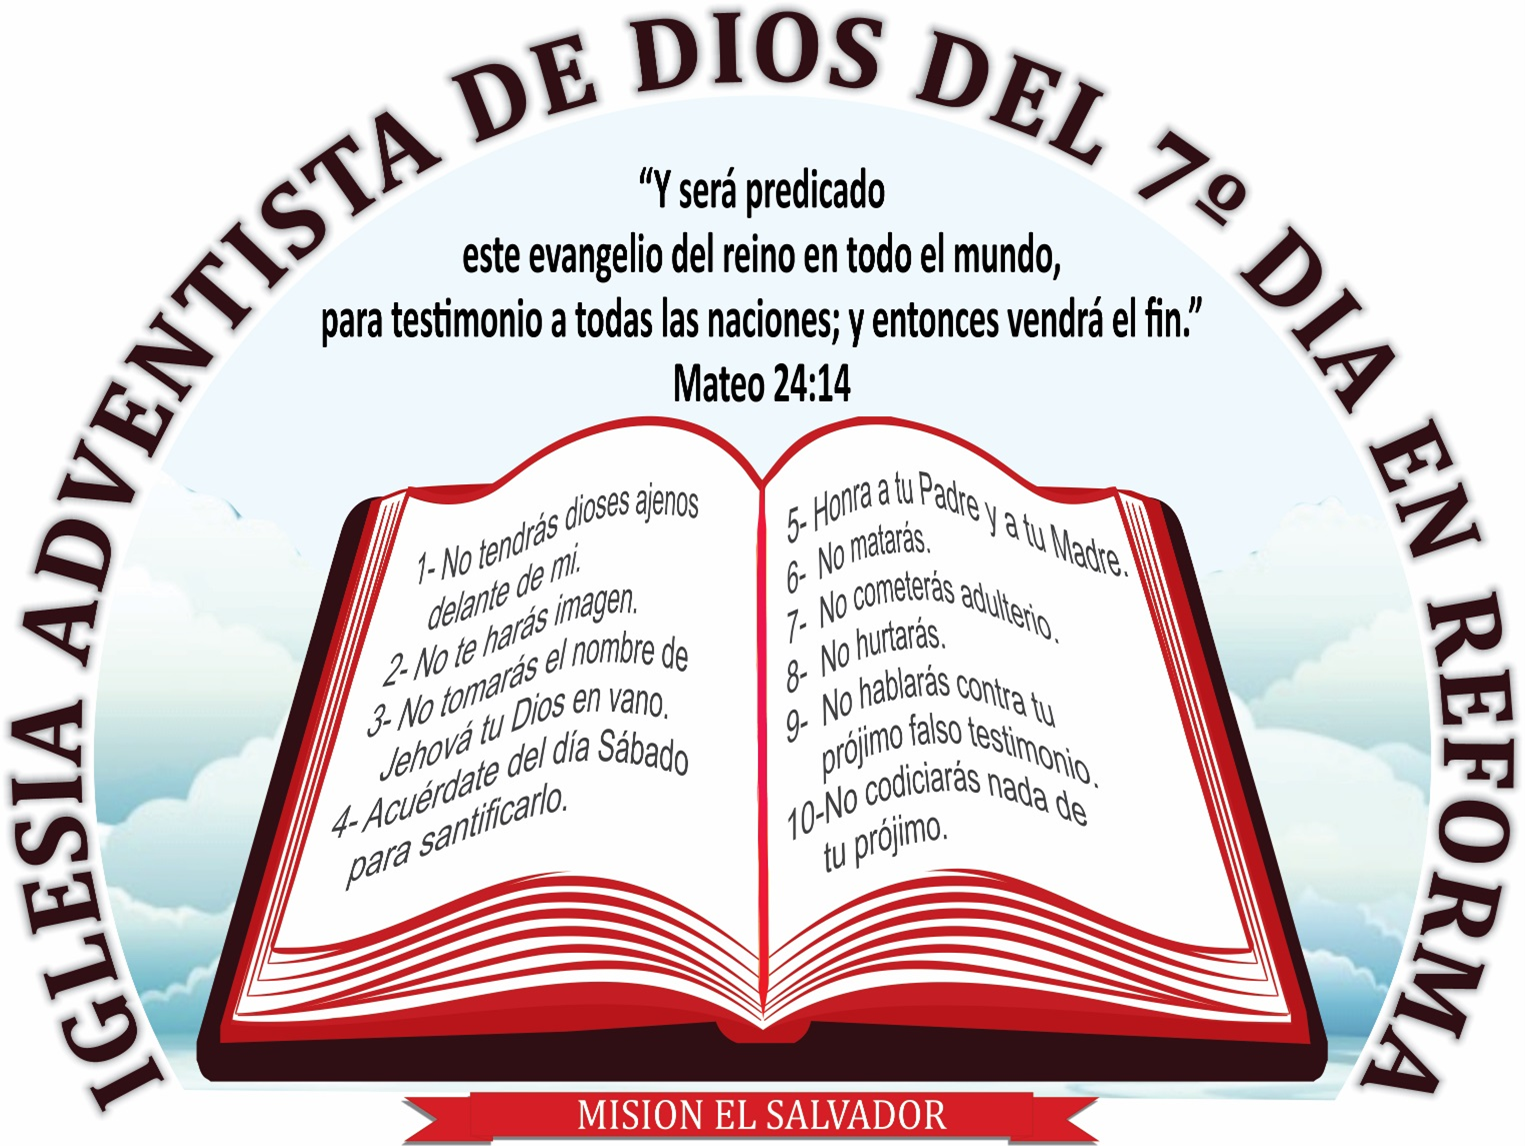 IGLESIA ADVENTISTA DE DIOS DEL 7º DIA EN REFORMA
“Y será predicado
este evangelio del reino en todo el mundo,
para testimonio a todas las naciones; y entonces vendrá el fin.”
Mateo 24:14
1- No tendrás dioses ajenos
delante de mi.
2- No te harás imagen.
3- No tomarás el nombre de
Jehová tu Dios en vano.
4- Acuérdate del día Sábado
para santificarlo.
5- Honra a tu Padre y a tu Madre.
6- No matarás.
7- No cometerás adulterio.
8- No hurtarás.
9- No hablarás contra tu
prójimo falso testimonio.
10-No codiciarás nada de
tu prójimo.
MISION EL SALVADOR